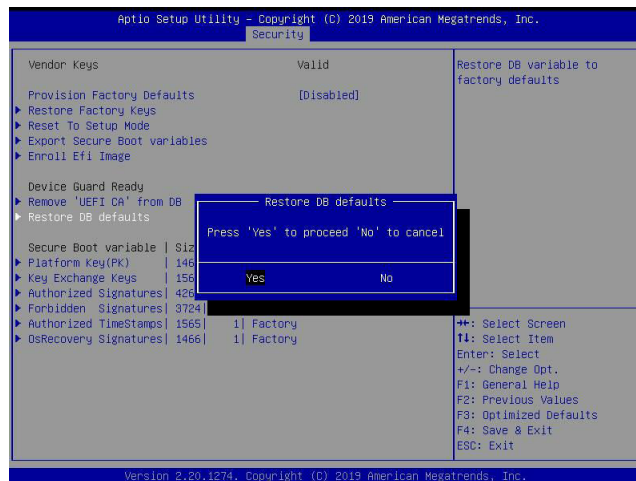 Aptio Setup Utility – Copyright (C) 2019 American Megatrends, Inc.
Security
Vendor Keys Valid
Provision Factory Defaults [Disabled]
Restore Factory Keys
Reset To Setup Mode
Export Secure Boot variables
Enroll Efi Image
Device Guard Ready
Remove 'UEFI CA' from DB
Restore DB defaults
Secure Boot variable | Siz
Platform Key(PK) | 146
Key Exchange Keys | 156
Authorized Signatures| 426
Forbidden Signatures| 3724|
Authorized TimeStamps| 1565| 1| Factory
OsRecovery Signatures| 1466| 1| Factory
Restore DB defaults
Press 'Yes' to proceed 'No' to cancel
Yes No
Restore DB variable to
factory defaults
↔: Select Screen
↑↓: Select Item
Enter: Select
+/-: Change Opt.
F1: General Help
F2: Previous Values
F3: Optimized Defaults
F4: Save & Exit
ESC: Exit
Version 2.20.1274. Copyright (C) 2019 American Megatrends, Inc.